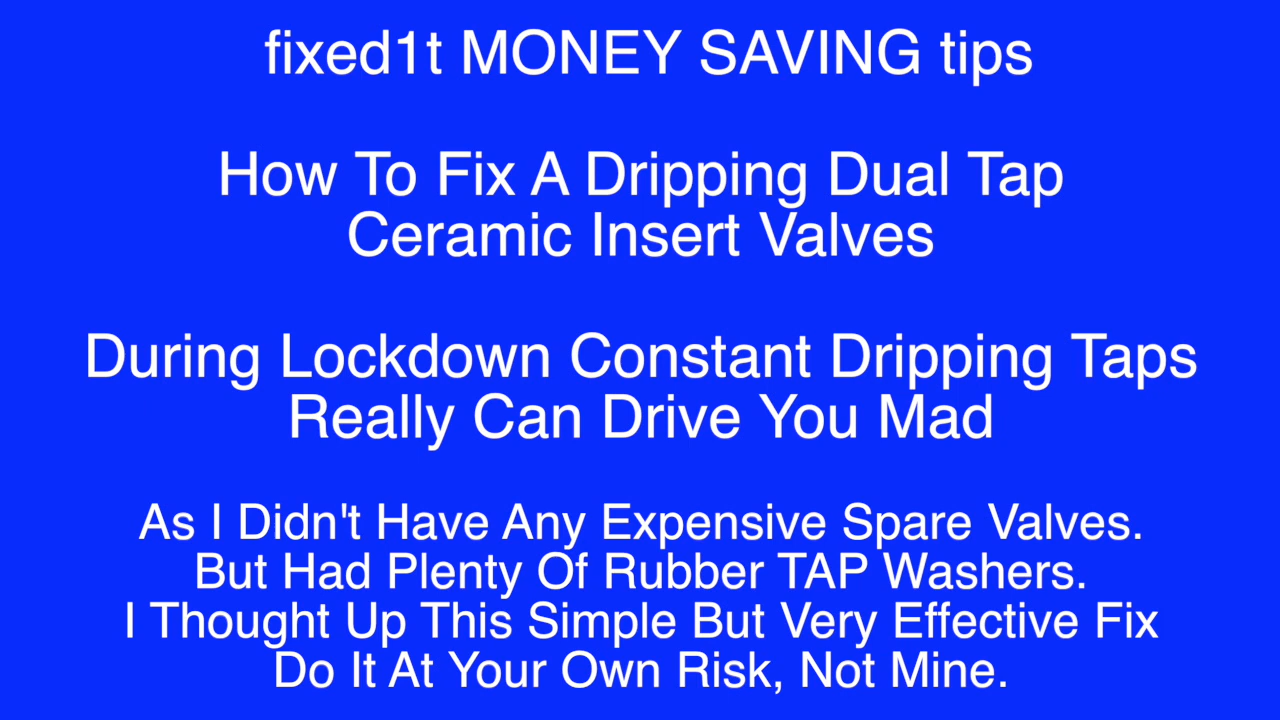 fixed1t MONEY SAVING tips
How To Fix A Dripping Dual Tap
Ceramic Insert Valves
During Lockdown Constant Dripping Taps
Really Can Drive You Mad
As I Didn't Have Any Expensive Spare Valves.
But Had Plenty Of Rubber TAP Washers.
I Thought Up This Simple But Very Effective Fix
Do It At Your Own Risk, Not Mine.